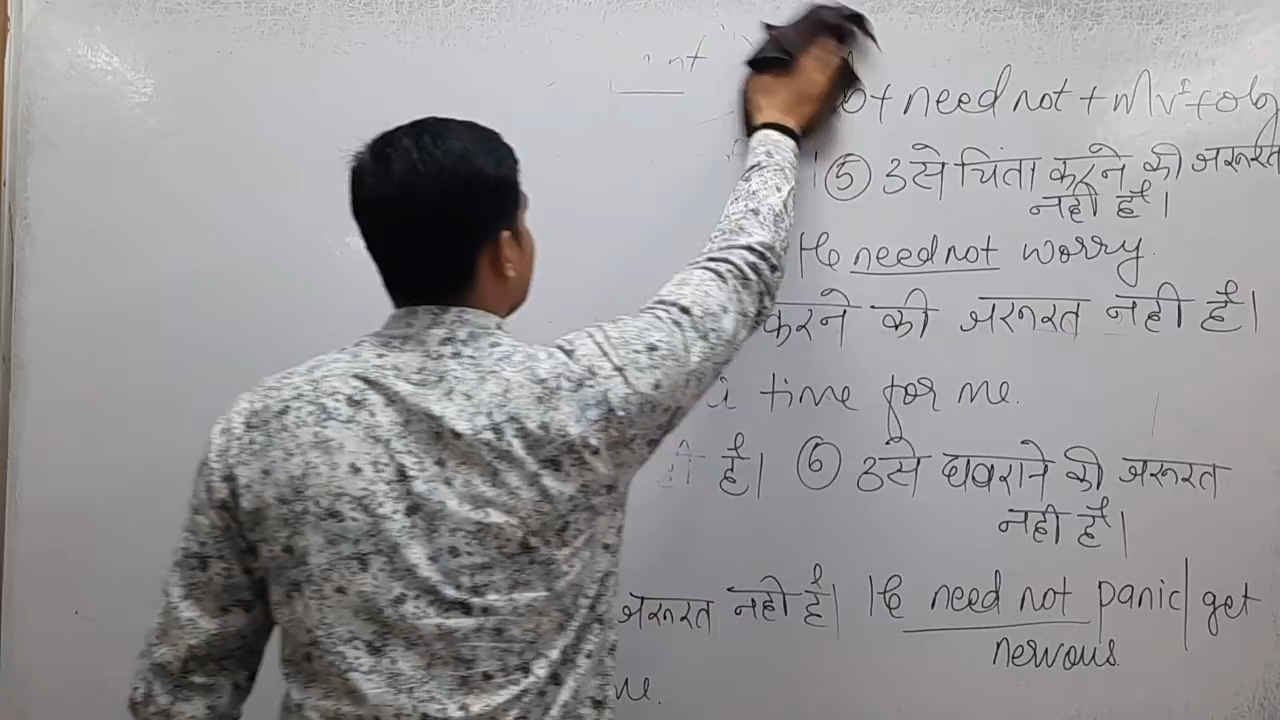 need not + mv¹ + obj
⑤ उसे चिंता करने की जरूरत
नही है।
He need not worry.
करने की जरूरत नही है।
time for me.
है। ⑥ उसे घबराने की जरूरत
नही है।
जरूरत नही है। He need not panic| get
nervous.